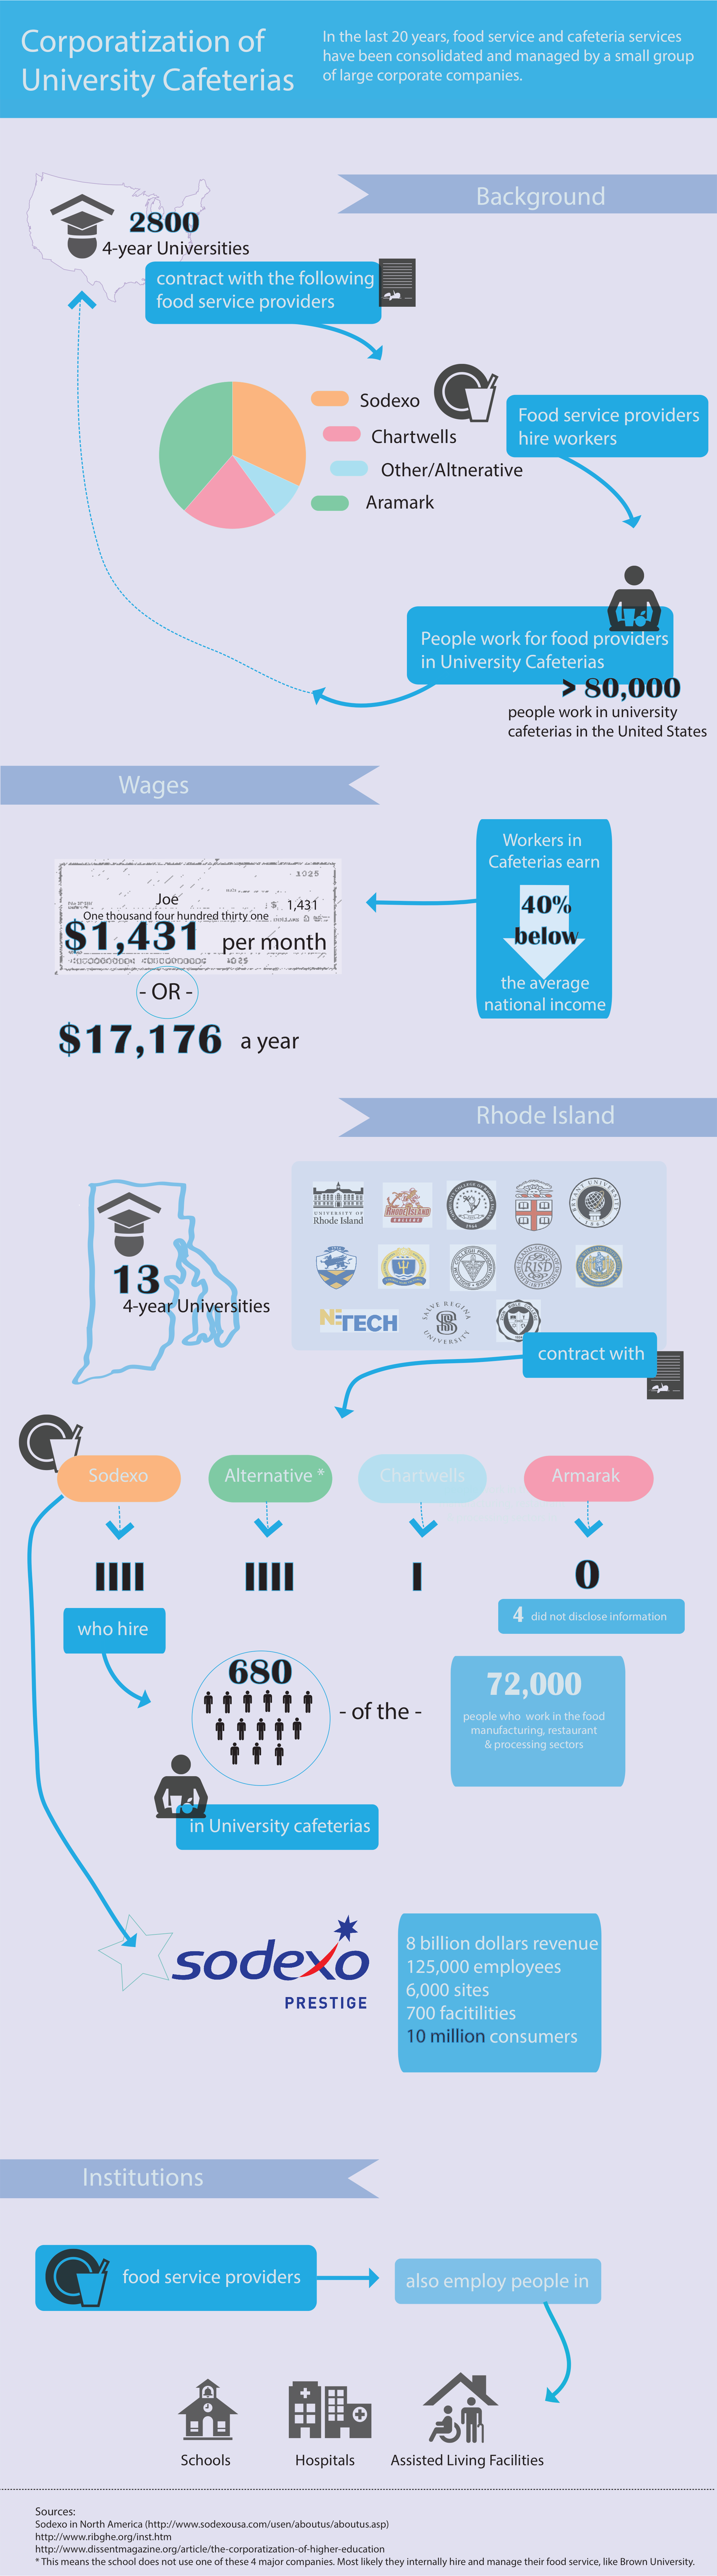 Corporatization of
University Cafeterias
In the last 20 years, food service and cafeteria services
have been consolidated and managed by a small group
of large corporate companies.
Background
2800
4-year Universities
contract with the following
food service providers
Sodexo
Chartwells
Other/Altnerative
Aramark
Food service providers
hire workers
People work for food providers
in University Cafeterias
> 80,000
people work in university
cafeterias in the United States
Wages
Workers in
Cafeterias earn
40%
below
the average
national income
1025
Joe
$ 1,431
One thousand four hundred thirty one
$1,431 per month
1025
- OR -
$17,176 a year
Rhode Island
13
4-year Universities
UNIVERSITY OF
Rhode Island
RHODE ISLAND
COLLEGE
BRYANT UNIVERSITY
1863
RISD
NETECH
SALVE REGINA
UNIVERSITY
contract with
Sodexo
Alternative *
Chartwells
Armarak
IIII
IIII
I
0
4 did not disclose information
who hire
680
- of the -
72,000
people who work in the food
manufacturing, restaurant
& processing sectors
in University cafeterias
sodexo
PRESTIGE
8 billion dollars revenue
125,000 employees
6,000 sites
700 facitilities
10 million consumers
Institutions
food service providers
also employ people in
Schools
Hospitals
Assisted Living Facilities
Sources:
Sodexo in North America (http://www.sodexousa.com/usen/aboutus/aboutus.asp)
http://www.ribghe.org/inst.htm
http://www.dissentmagazine.org/article/the-corporatization-of-higher-education
* This means the school does not use one of these 4 major companies. Most likely they internally hire and manage their food service, like Brown University.